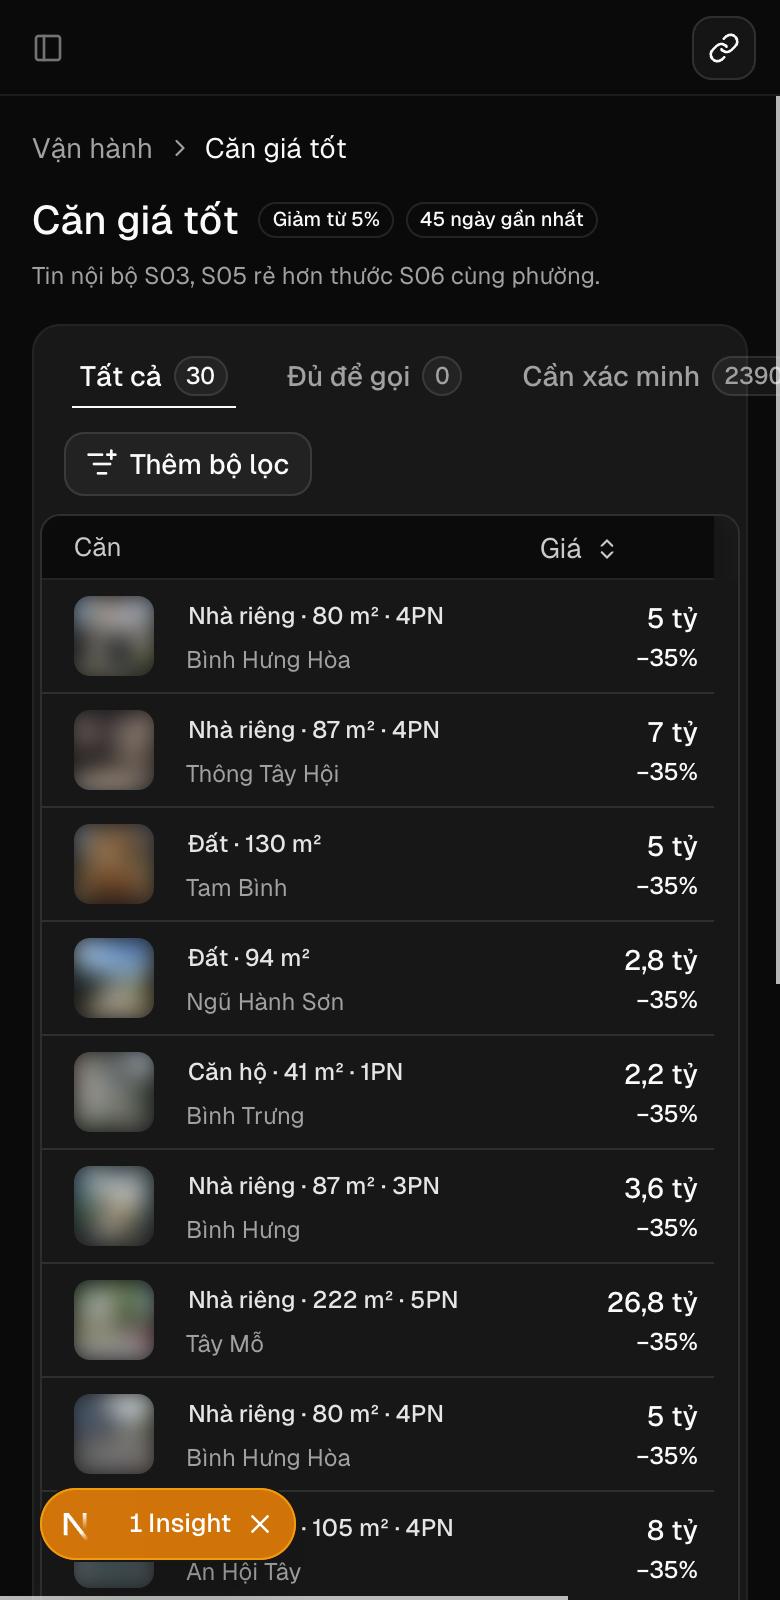 Vận hành > Căn giá tốt
Căn giá tốt Giảm từ 5% 45 ngày gần nhất
Tin nội bộ S03, S05 rẻ hơn thước S06 cùng phường.
Tất cả 30 Đủ để gọi 0 Cần xác minh 2390
Thêm bộ lọc
Căn Giá
Nhà riêng · 80 m² · 4PN 5 tỷ
Bình Hưng Hòa −35%
Nhà riêng · 87 m² · 4PN 7 tỷ
Thông Tây Hội −35%
Đất · 130 m² 5 tỷ
Tam Bình −35%
Đất · 94 m² 2,8 tỷ
Ngũ Hành Sơn −35%
Căn hộ · 41 m² · 1PN 2,2 tỷ
Bình Trưng −35%
Nhà riêng · 87 m² · 3PN 3,6 tỷ
Bình Hưng −35%
Nhà riêng · 222 m² · 5PN 26,8 tỷ
Tây Mỗ −35%
Nhà riêng · 80 m² · 4PN 5 tỷ
Bình Hưng Hòa −35%
N 1 Insight · 105 m² · 4PN 8 tỷ
An Hội Tây −35%